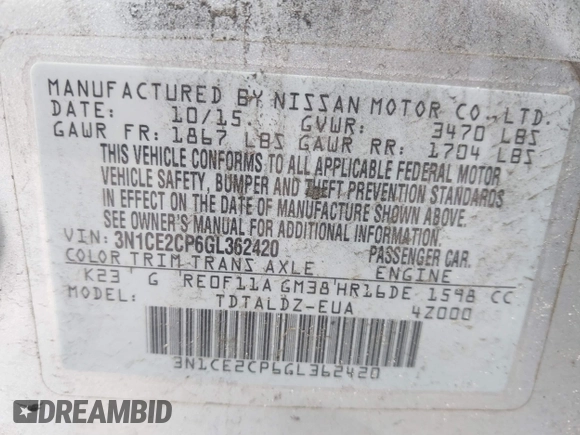 MANUFACTURED BY NISSAN MOTOR CO., LTD.
DATE: 10/15. GVWR: 3470 LBS
GAWR FR: 1867 LBS GAWR RR: 1704 LBS
THIS VEHICLE CONFORMS TO ALL APPLICABLE FEDERAL MOTOR
VEHICLE SAFETY, BUMPER AND THEFT PREVENTION STANDARDS
IN EFFECT ON THE DATE OF MANUFACTURE SHOWN ABOVE.
SEE OWNER'S MANUAL FOR ADDITIONAL INFORMATION.
VIN: 3N1CE2CP6GL362420 PASSENGER CAR.
COLOR TRIM TRANS AXLE ENGINE
K23 G RE0F11A GM38 HR16DE 1598 CC
MODEL: TDTALDZ-EUA 4Z000
3N1CE2CP6GL362420
DREAMBID